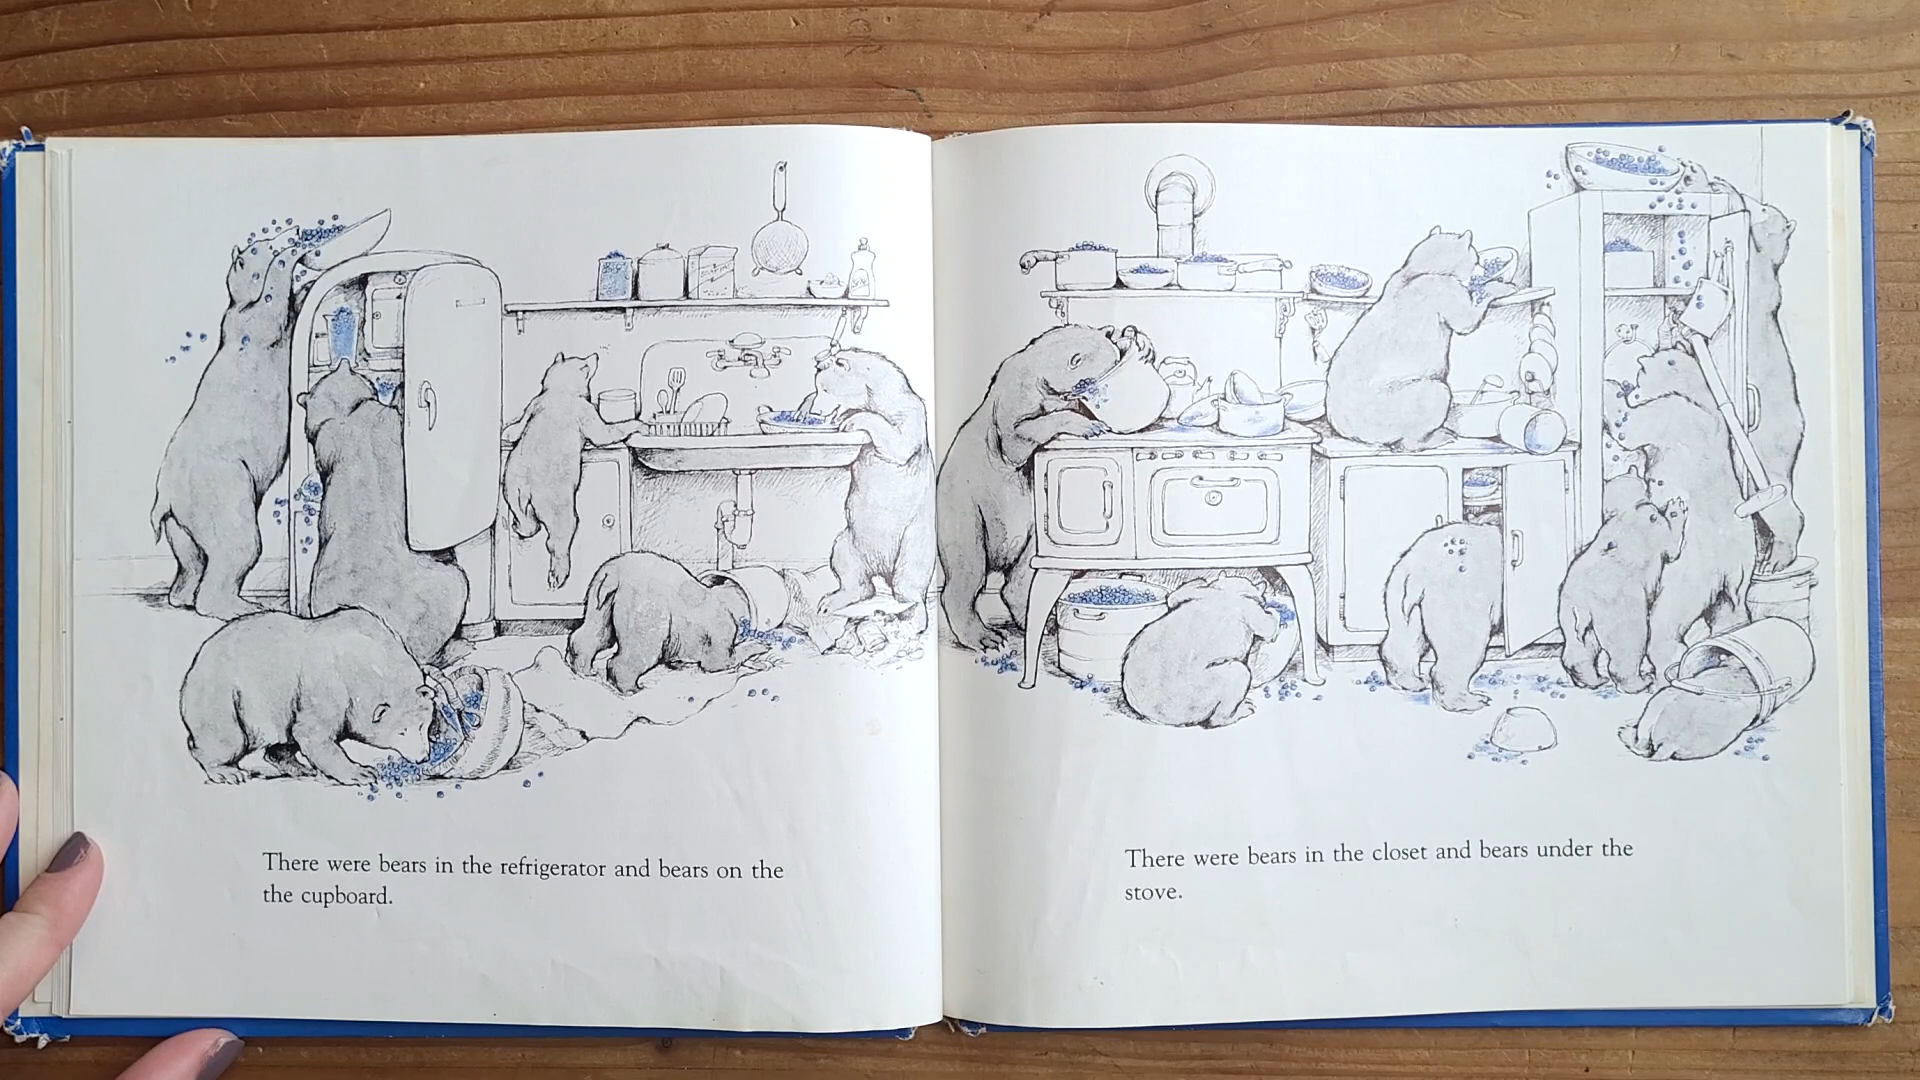 There were bears in the refrigerator and bears on the
the cupboard.
There were bears in the closet and bears under the
stove.